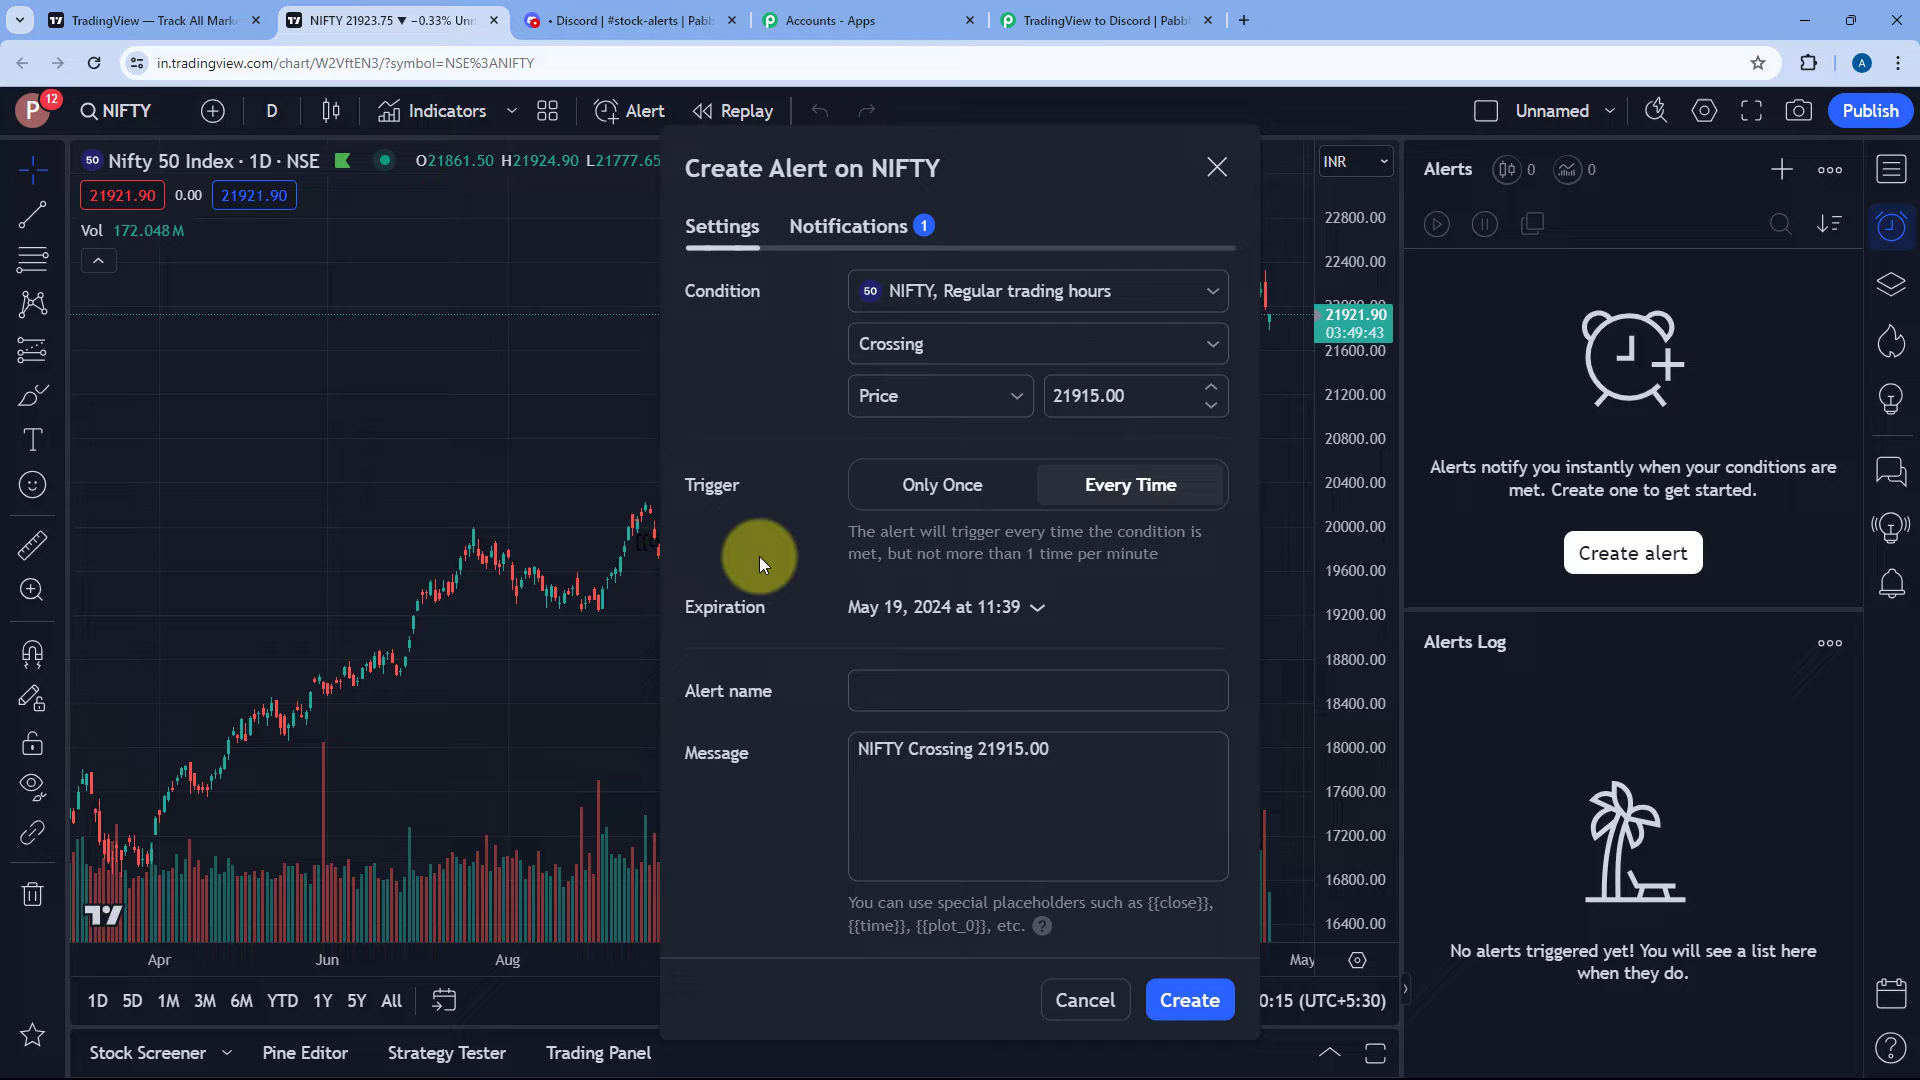 TradingView — Track All Mark
NIFTY 21923.75 ▼ −0.33% Unn
• Discord | #stock-alerts | Pabb
Accounts - Apps
TradingView to Discord | Pabbl
in.tradingview.com/chart/W2VftEN3/?symbol=NSE%3ANIFTY
A
P
12
NIFTY
D
Indicators
Alert
Replay
Unnamed
Publish
50 Nifty 50 Index · 1D · NSE
O21861.50 H21924.90 L21777.65
21921.90
0.00
21921.90
Vol 172.048M
Create Alert on NIFTY
Settings
Notifications 1
Condition
50 NIFTY, Regular trading hours
Crossing
Price
21915.00
Trigger
Only Once
Every Time
The alert will trigger every time the condition is
met, but not more than 1 time per minute
Expiration
May 19, 2024 at 11:39
Alert name
Message
NIFTY Crossing 21915.00
You can use special placeholders such as {{close}},
{{time}}, {{plot_0}}, etc. ?
Cancel
Create
INR
22800.00
22400.00
22000.00
21921.90
03:49:43
21600.00
21200.00
20800.00
20400.00
20000.00
19600.00
19200.00
18800.00
18400.00
18000.00
17600.00
17200.00
16800.00
16400.00
Apr
Jun
Aug
May
1D 5D 1M 3M 6M YTD 1Y 5Y All
0:15 (UTC+5:30)
Stock Screener
Pine Editor
Strategy Tester
Trading Panel
Alerts
0
0
Alerts notify you instantly when your conditions are
met. Create one to get started.
Create alert
Alerts Log
No alerts triggered yet! You will see a list here
when they do.